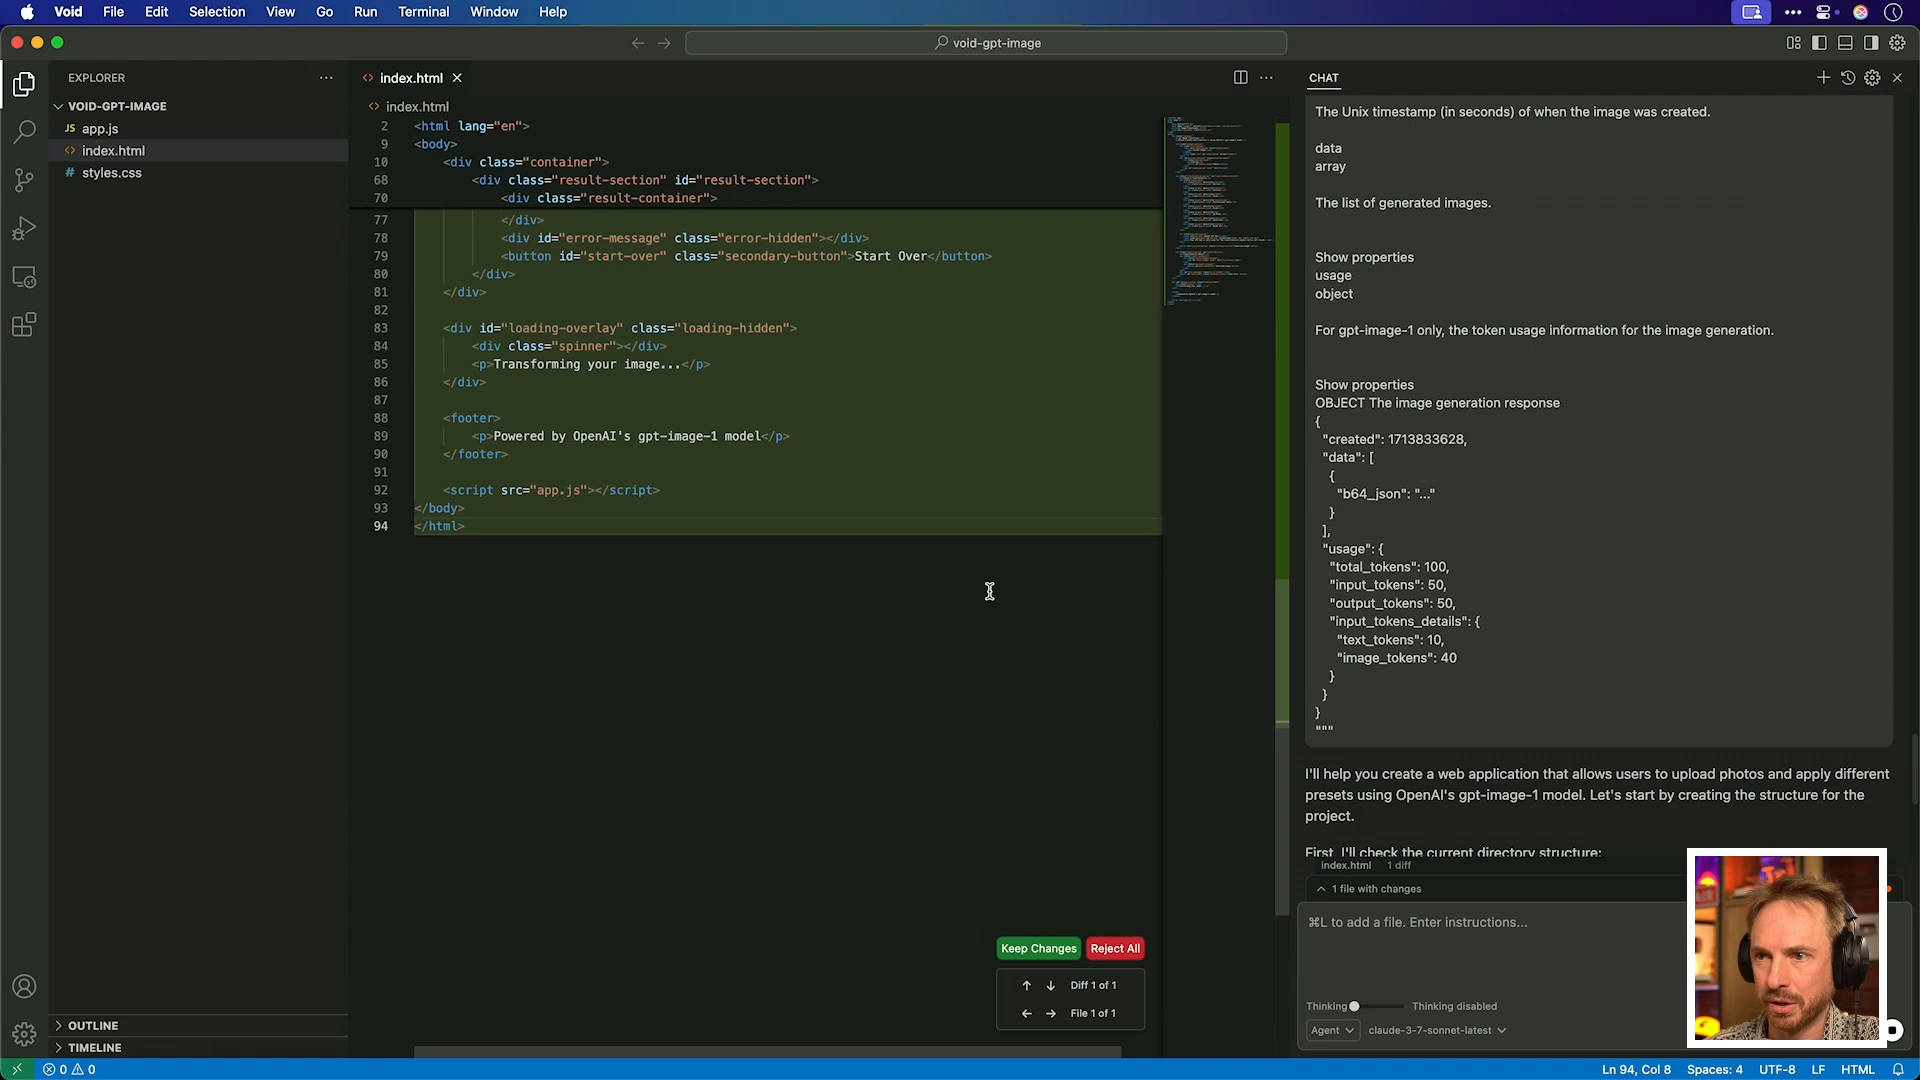 Void File Edit Selection View Go Run Terminal Window Help
void-gpt-image
EXPLORER
VOID-GPT-IMAGE
JS app.js
<> index.html
# styles.css
OUTLINE
TIMELINE
<> index.html
<> index.html
2 <html lang="en">
9 <body>
10 <div class="container">
68 <div class="result-section" id="result-section">
70 <div class="result-container">
77 </div>
78 <div id="error-message" class="error-hidden"></div>
79 <button id="start-over" class="secondary-button">Start Over</button>
80 </div>
81 </div>
82
83 <div id="loading-overlay" class="loading-hidden">
84 <div class="spinner"></div>
85 <p>Transforming your image...</p>
86 </div>
87
88 <footer>
89 <p>Powered by OpenAI's gpt-image-1 model</p>
90 </footer>
91
92 <script src="app.js"></script>
93 </body>
94 </html>
Keep Changes Reject All
↑ ↓ Diff 1 of 1
← → File 1 of 1
CHAT
The Unix timestamp (in seconds) of when the image was created.
data
array
The list of generated images.
Show properties
usage
object
For gpt-image-1 only, the token usage information for the image generation.
Show properties
OBJECT The image generation response
{
"created": 1713833628,
"data": [
{
"b64_json": "..."
}
],
"usage": {
"total_tokens": 100,
"input_tokens": 50,
"output_tokens": 50,
"input_tokens_details": {
"text_tokens": 10,
"image_tokens": 40
}
}
}
"""
I'll help you create a web application that allows users to upload photos and apply different
presets using OpenAI's gpt-image-1 model. Let's start by creating the structure for the
project.
First, I'll check the current directory structure:
index.html 1 diff
1 file with changes
⌘L to add a file. Enter instructions...
Thinking Thinking disabled
Agent claude-3-7-sonnet-latest
0 0
Ln 94, Col 8 Spaces: 4 UTF-8 LF HTML